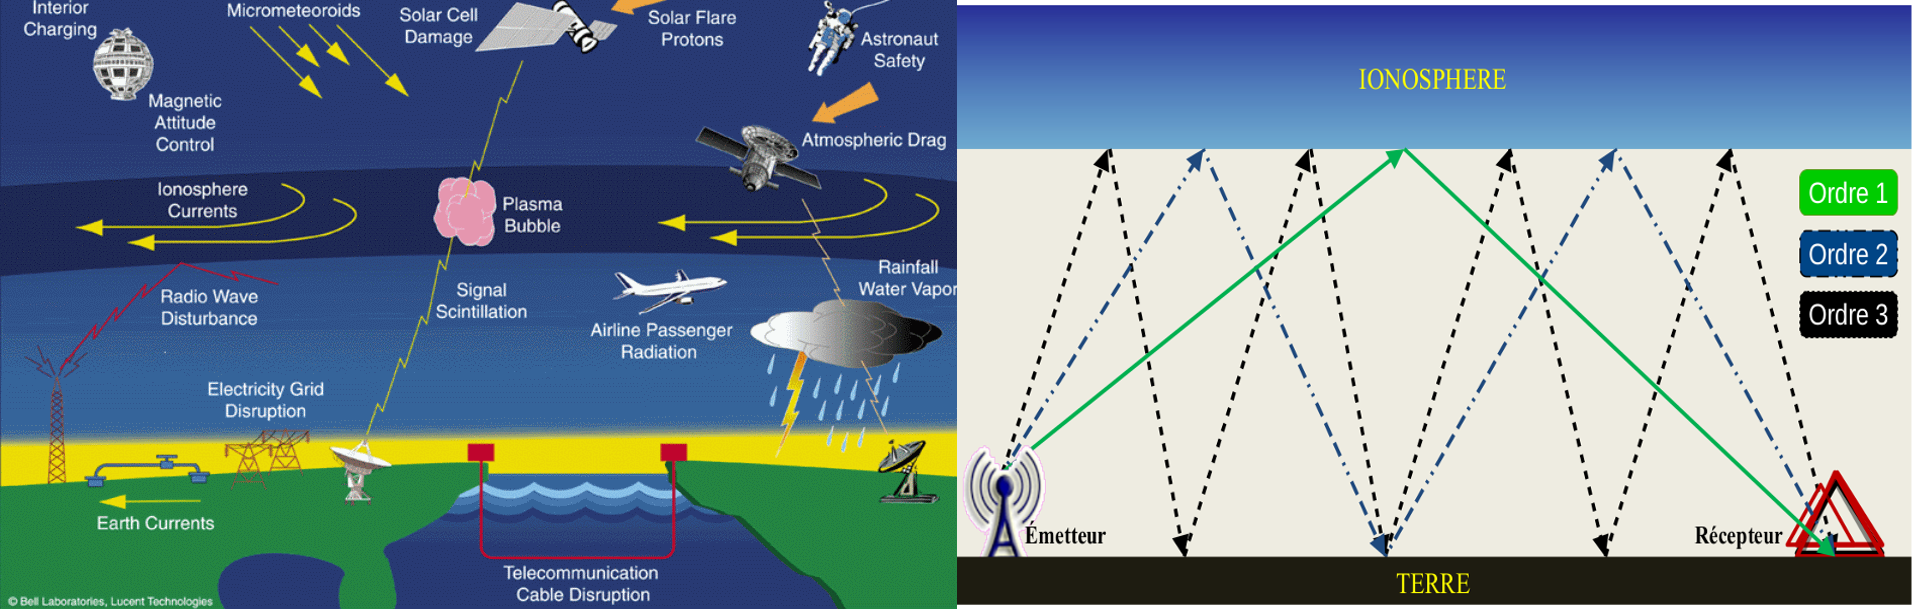 Interior
Charging
Micrometeoroids
Solar Cell
Damage
Solar Flare
Protons
Astronaut
Safety
Magnetic
Attitude
Control
Atmospheric Drag
Ionosphere
Currents
Plasma
Bubble
Rainfall
Water Vapor
Radio Wave
Disturbance
Signal
Scintillation
Airline Passenger
Radiation
Electricity Grid
Disruption
Earth Currents
Telecommunication
Cable Disruption
© Bell Laboratories, Lucent Technologies
IONOSPHERE
Ordre 1
Ordre 2
Ordre 3
Émetteur
Récepteur
TERRE